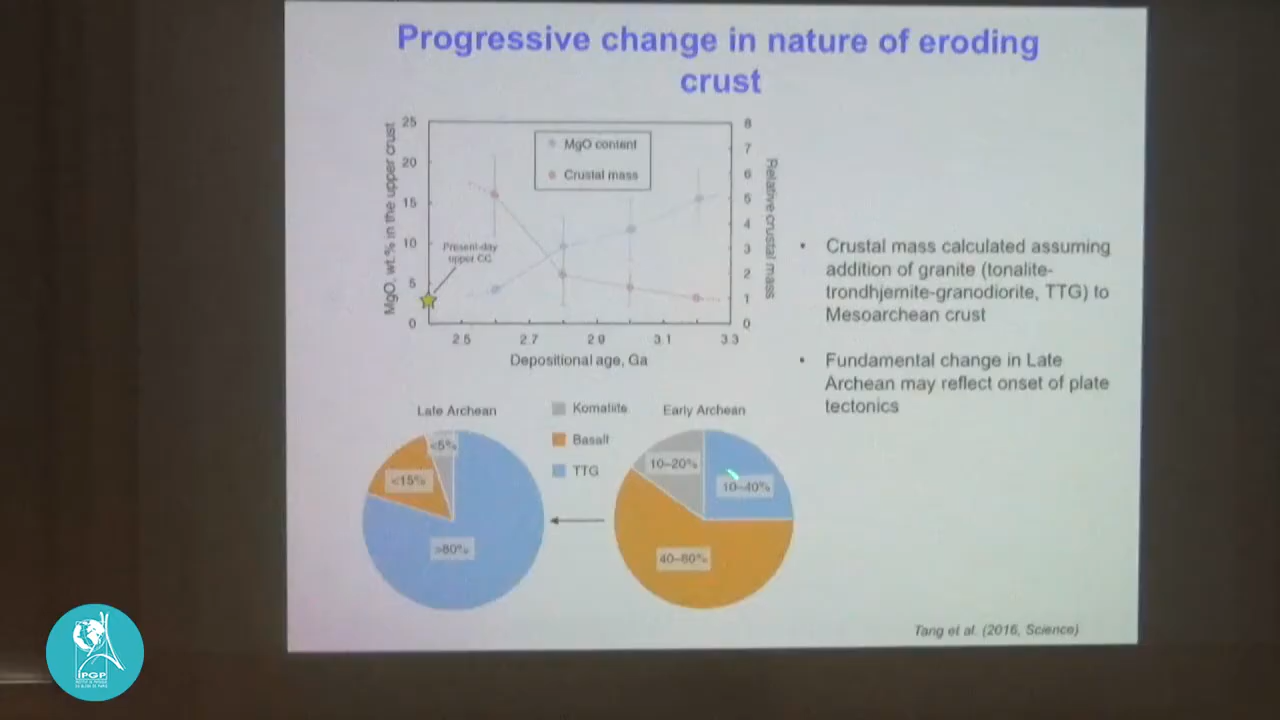 Progressive change in nature of eroding
crust
MgO, wt.% in the upper crust
25
20
15
10
5
0
MgO content
Crustal mass
Present-day
upper CC
8
7
6
5
4
3
2
1
0
Relative crustal mass
2.5
2.7
2.9
3.1
3.3
Depositional age, Ga
• Crustal mass calculated assuming
addition of granite (tonalite-
trondhjemite-granodiorite, TTG) to
Mesoarchean crust
• Fundamental change in Late
Archean may reflect onset of plate
tectonics
Late Archean
Komatiite
Basalt
TTG
Early Archean
<5%
<15%
>80%
10–20%
10–40%
40–80%
Tang et al. (2016, Science)
IPGP